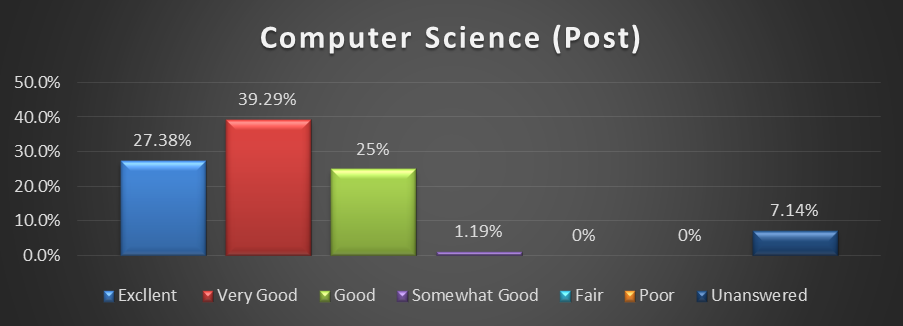 Computer Science (Post)
50.0%
40.0%
30.0%
20.0%
10.0%
0.0%
27.38%
39.29%
25%
1.19%
0%
0%
7.14%
Excllent
Very Good
Good
Somewhat Good
Fair
Poor
Unanswered